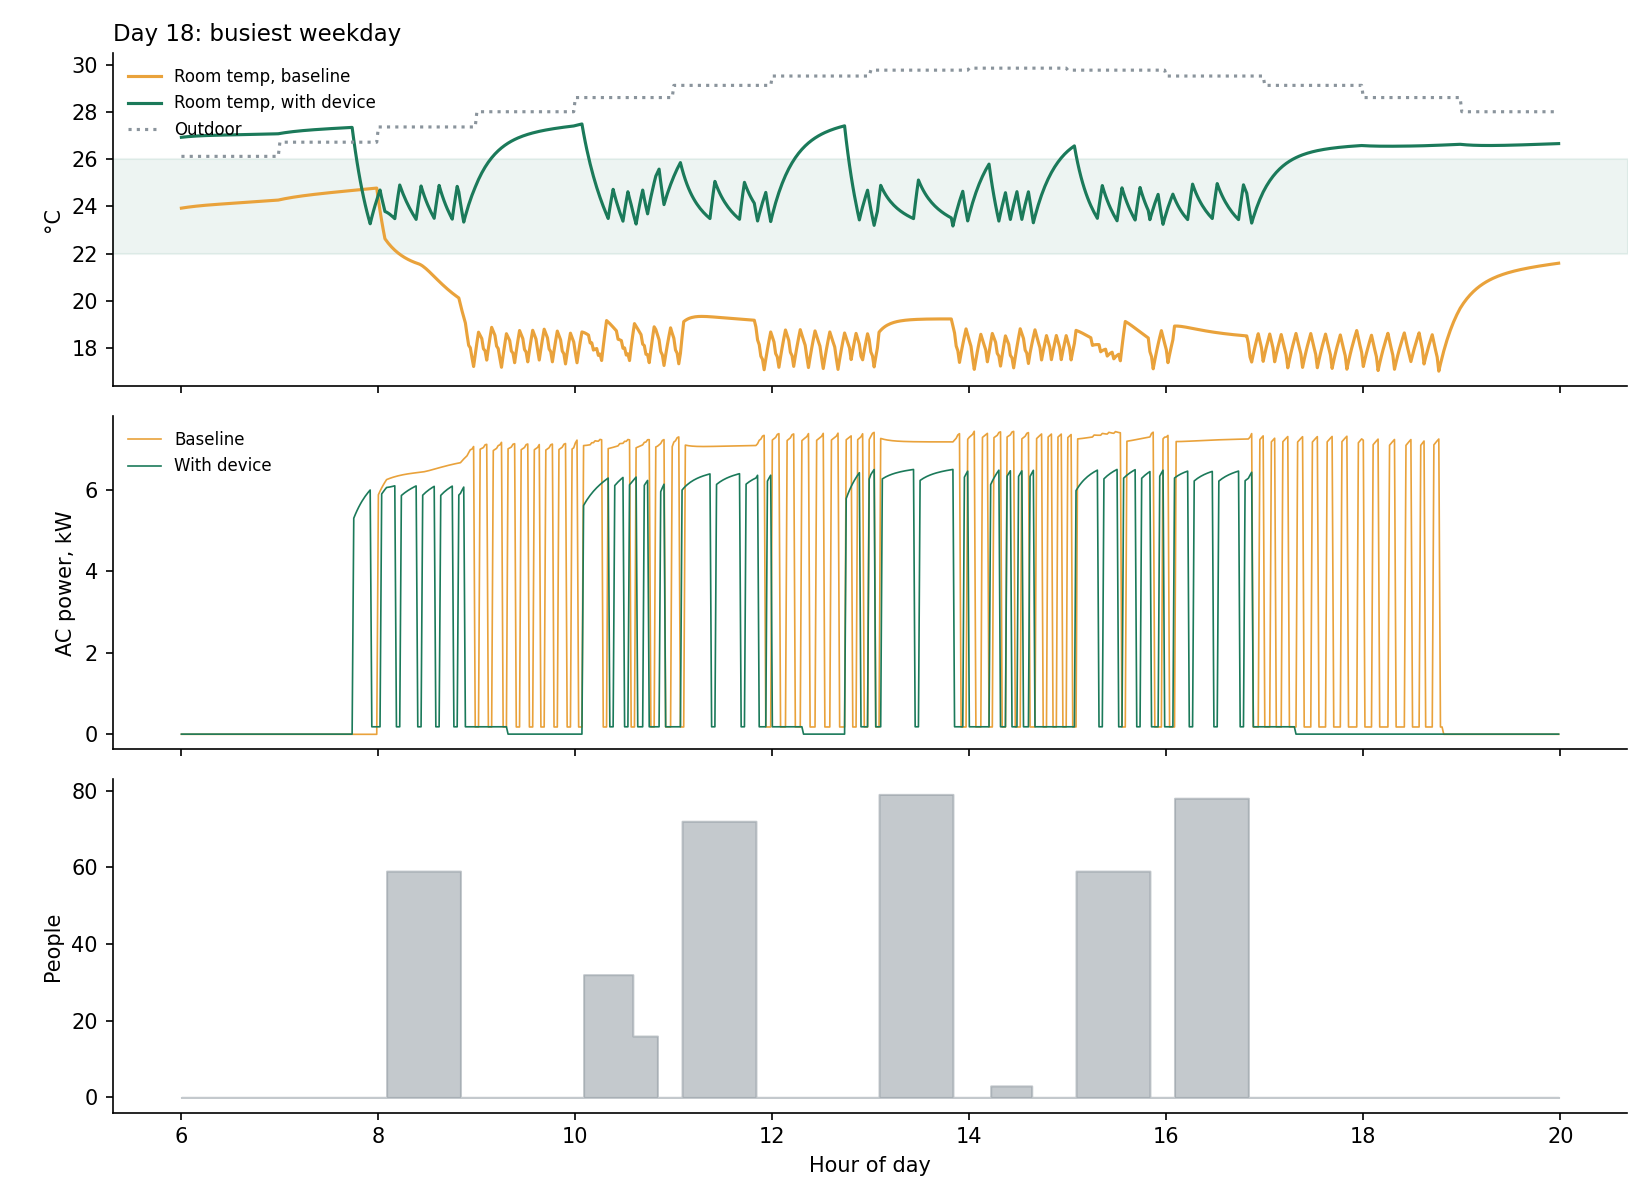 Day 18: busiest weekday
30
28
26
24
22
20
18
°C
Room temp, baseline
Room temp, with device
Outdoor
6
4
2
0
AC power, kW
Baseline
With device
80
60
40
20
0
People
6 8 10 12 14 16 18 20
Hour of day